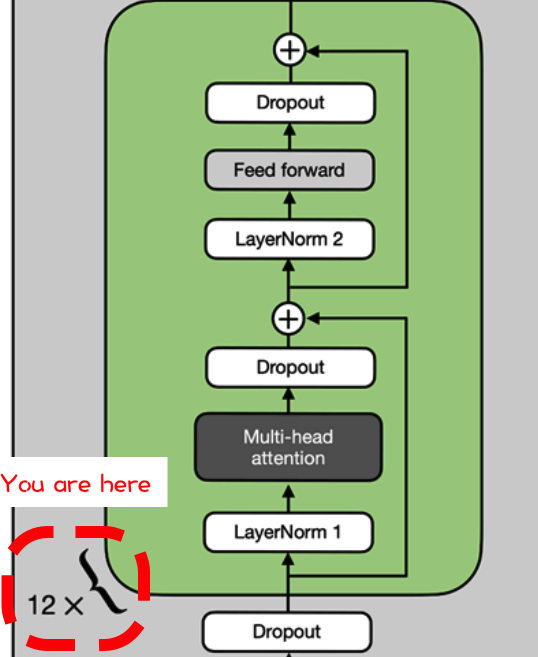 Dropout
Feed forward
LayerNorm 2
Dropout
Multi-head
attention
You are here
LayerNorm 1
12 ×
Dropout